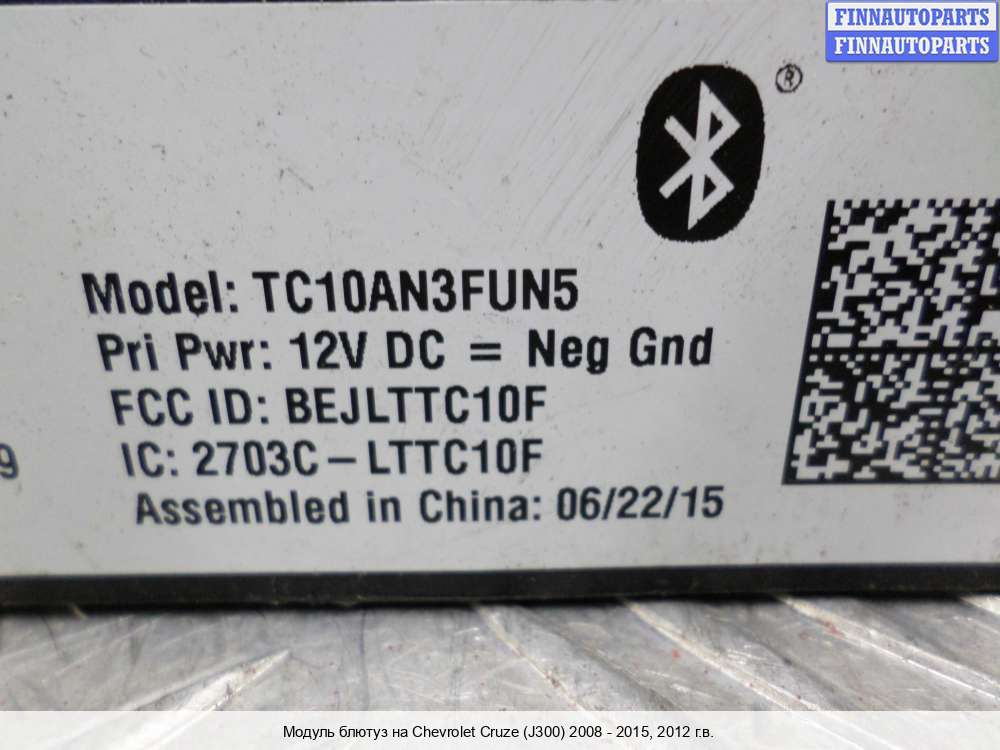 FINNAUTOPARTS
FINNAUTOPARTS
®
Model: TC10AN3FUN5
Pri Pwr: 12V DC = Neg Gnd
FCC ID: BEJLTTC10F
9
IC: 2703C-LTTC10F
Assembled in China: 06/22/15
Модуль блютуз на Chevrolet Cruze (J300) 2008 - 2015, 2012 г.в.